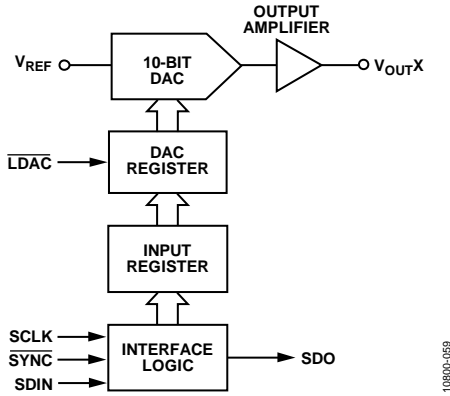 OUTPUT
AMPLIFIER
VREF
10-BIT
DAC
VOUTX
LDAC
DAC
REGISTER
INPUT
REGISTER
SCLK
SYNC
SDIN
INTERFACE
LOGIC
SDO
10800-059